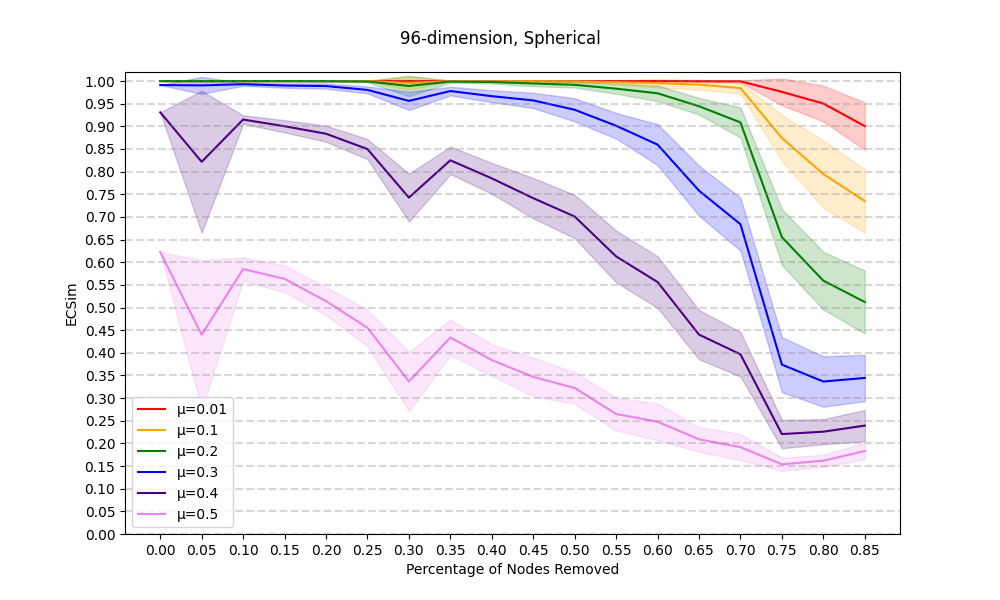 96-dimension, Spherical
1.00
0.95
0.90
0.85
0.80
0.75
0.70
0.65
0.60
0.55
0.50
0.45
0.40
0.35
0.30
0.25
0.20
0.15
0.10
0.05
0.00
ECSim
μ=0.01
μ=0.1
μ=0.2
μ=0.3
μ=0.4
μ=0.5
0.00 0.05 0.10 0.15 0.20 0.25 0.30 0.35 0.40 0.45 0.50 0.55 0.60 0.65 0.70 0.75 0.80 0.85
Percentage of Nodes Removed